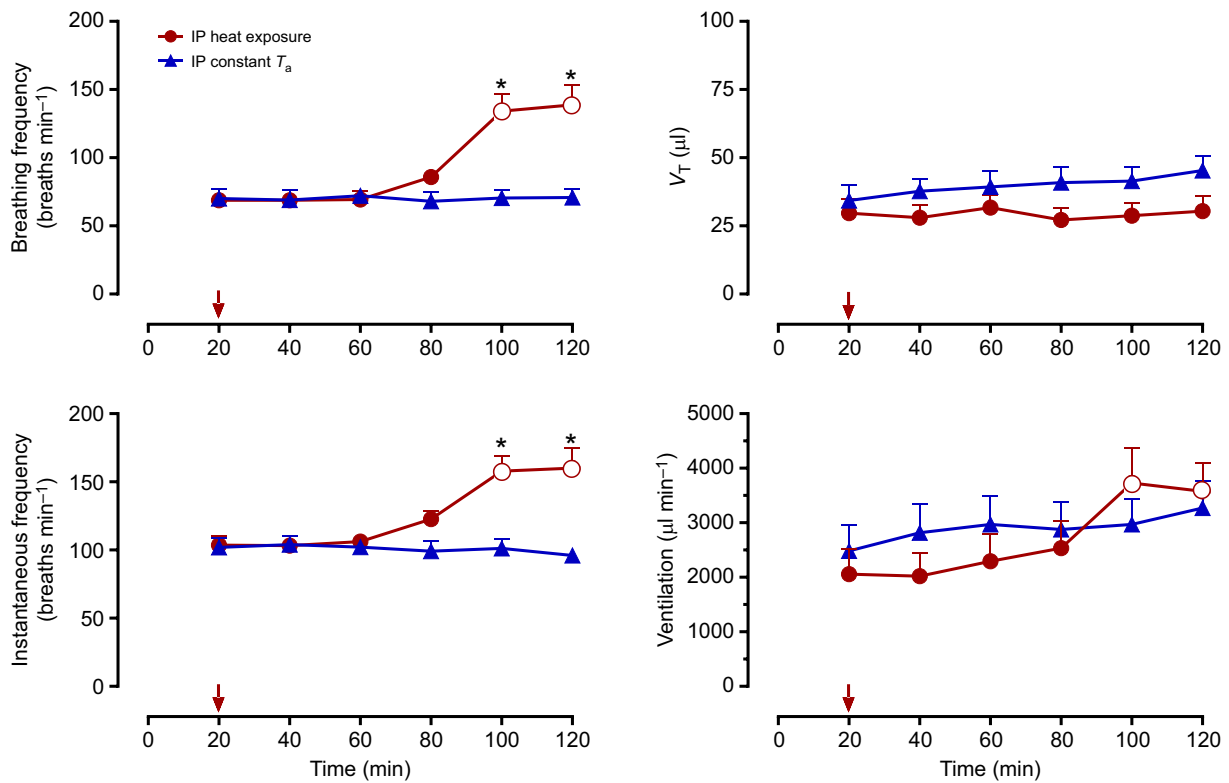 Breathing frequency
(breaths min⁻¹)
200
150
100
50
0
IP heat exposure
IP constant Tₐ
*
*
0 20 40 60 80 100 120
V_T (µl)
100
75
50
25
0
0 20 40 60 80 100 120
Instantaneous frequency
(breaths min⁻¹)
200
150
100
50
0
*
*
0 20 40 60 80 100 120
Time (min)
Ventilation (µl min⁻¹)
5000
4000
3000
2000
1000
0
0 20 40 60 80 100 120
Time (min)